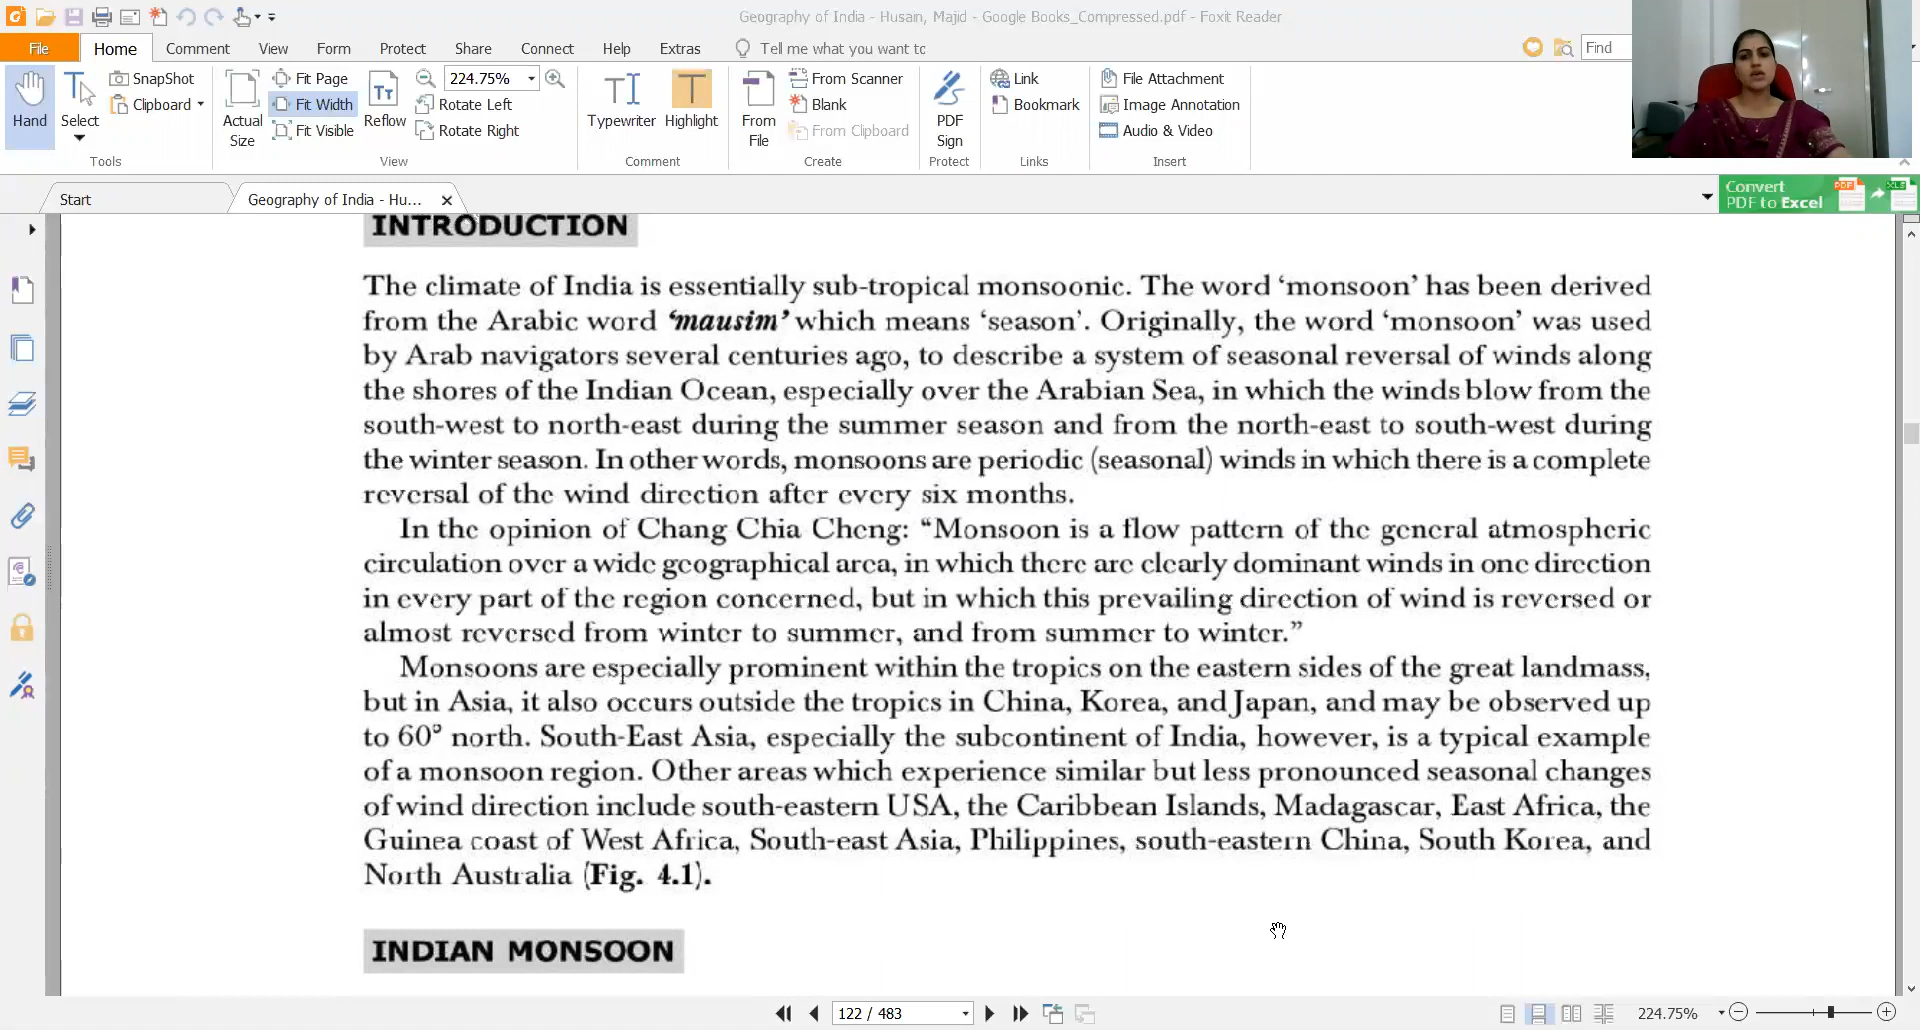 Geography of India - Husain, Majid - Google Books_Compressed.pdf - Foxit Reader
File Home Comment View Form Protect Share Connect Help Extras Tell me what you want to Find
Hand Select SnapShot Clipboard Actual Size Fit Page Fit Width Fit Visible Reflow 224.75% Rotate Left Rotate Right Typewriter Highlight From File From Scanner Blank From Clipboard PDF Sign Link Bookmark File Attachment Image Annotation Audio & Video
Tools View Comment Create Protect Links Insert
Start Geography of India - Hu... Convert PDF to Excel
INTRODUCTION
The climate of India is essentially sub-tropical monsoonic. The word ‘monsoon’ has been derived
from the Arabic word ‘mausim’ which means ‘season’. Originally, the word ‘monsoon’ was used
by Arab navigators several centuries ago, to describe a system of seasonal reversal of winds along
the shores of the Indian Ocean, especially over the Arabian Sea, in which the winds blow from the
south-west to north-east during the summer season and from the north-east to south-west during
the winter season. In other words, monsoons are periodic (seasonal) winds in which there is a complete
reversal of the wind direction after every six months.
In the opinion of Chang Chia Cheng: “Monsoon is a flow pattern of the general atmospheric
circulation over a wide geographical area, in which there are clearly dominant winds in one direction
in every part of the region concerned, but in which this prevailing direction of wind is reversed or
almost reversed from winter to summer, and from summer to winter.”
Monsoons are especially prominent within the tropics on the eastern sides of the great landmass,
but in Asia, it also occurs outside the tropics in China, Korea, and Japan, and may be observed up
to 60° north. South-East Asia, especially the subcontinent of India, however, is a typical example
of a monsoon region. Other areas which experience similar but less pronounced seasonal changes
of wind direction include south-eastern USA, the Caribbean Islands, Madagascar, East Africa, the
Guinea coast of West Africa, South-east Asia, Philippines, south-eastern China, South Korea, and
North Australia (Fig. 4.1).
INDIAN MONSOON
122 / 483 224.75%